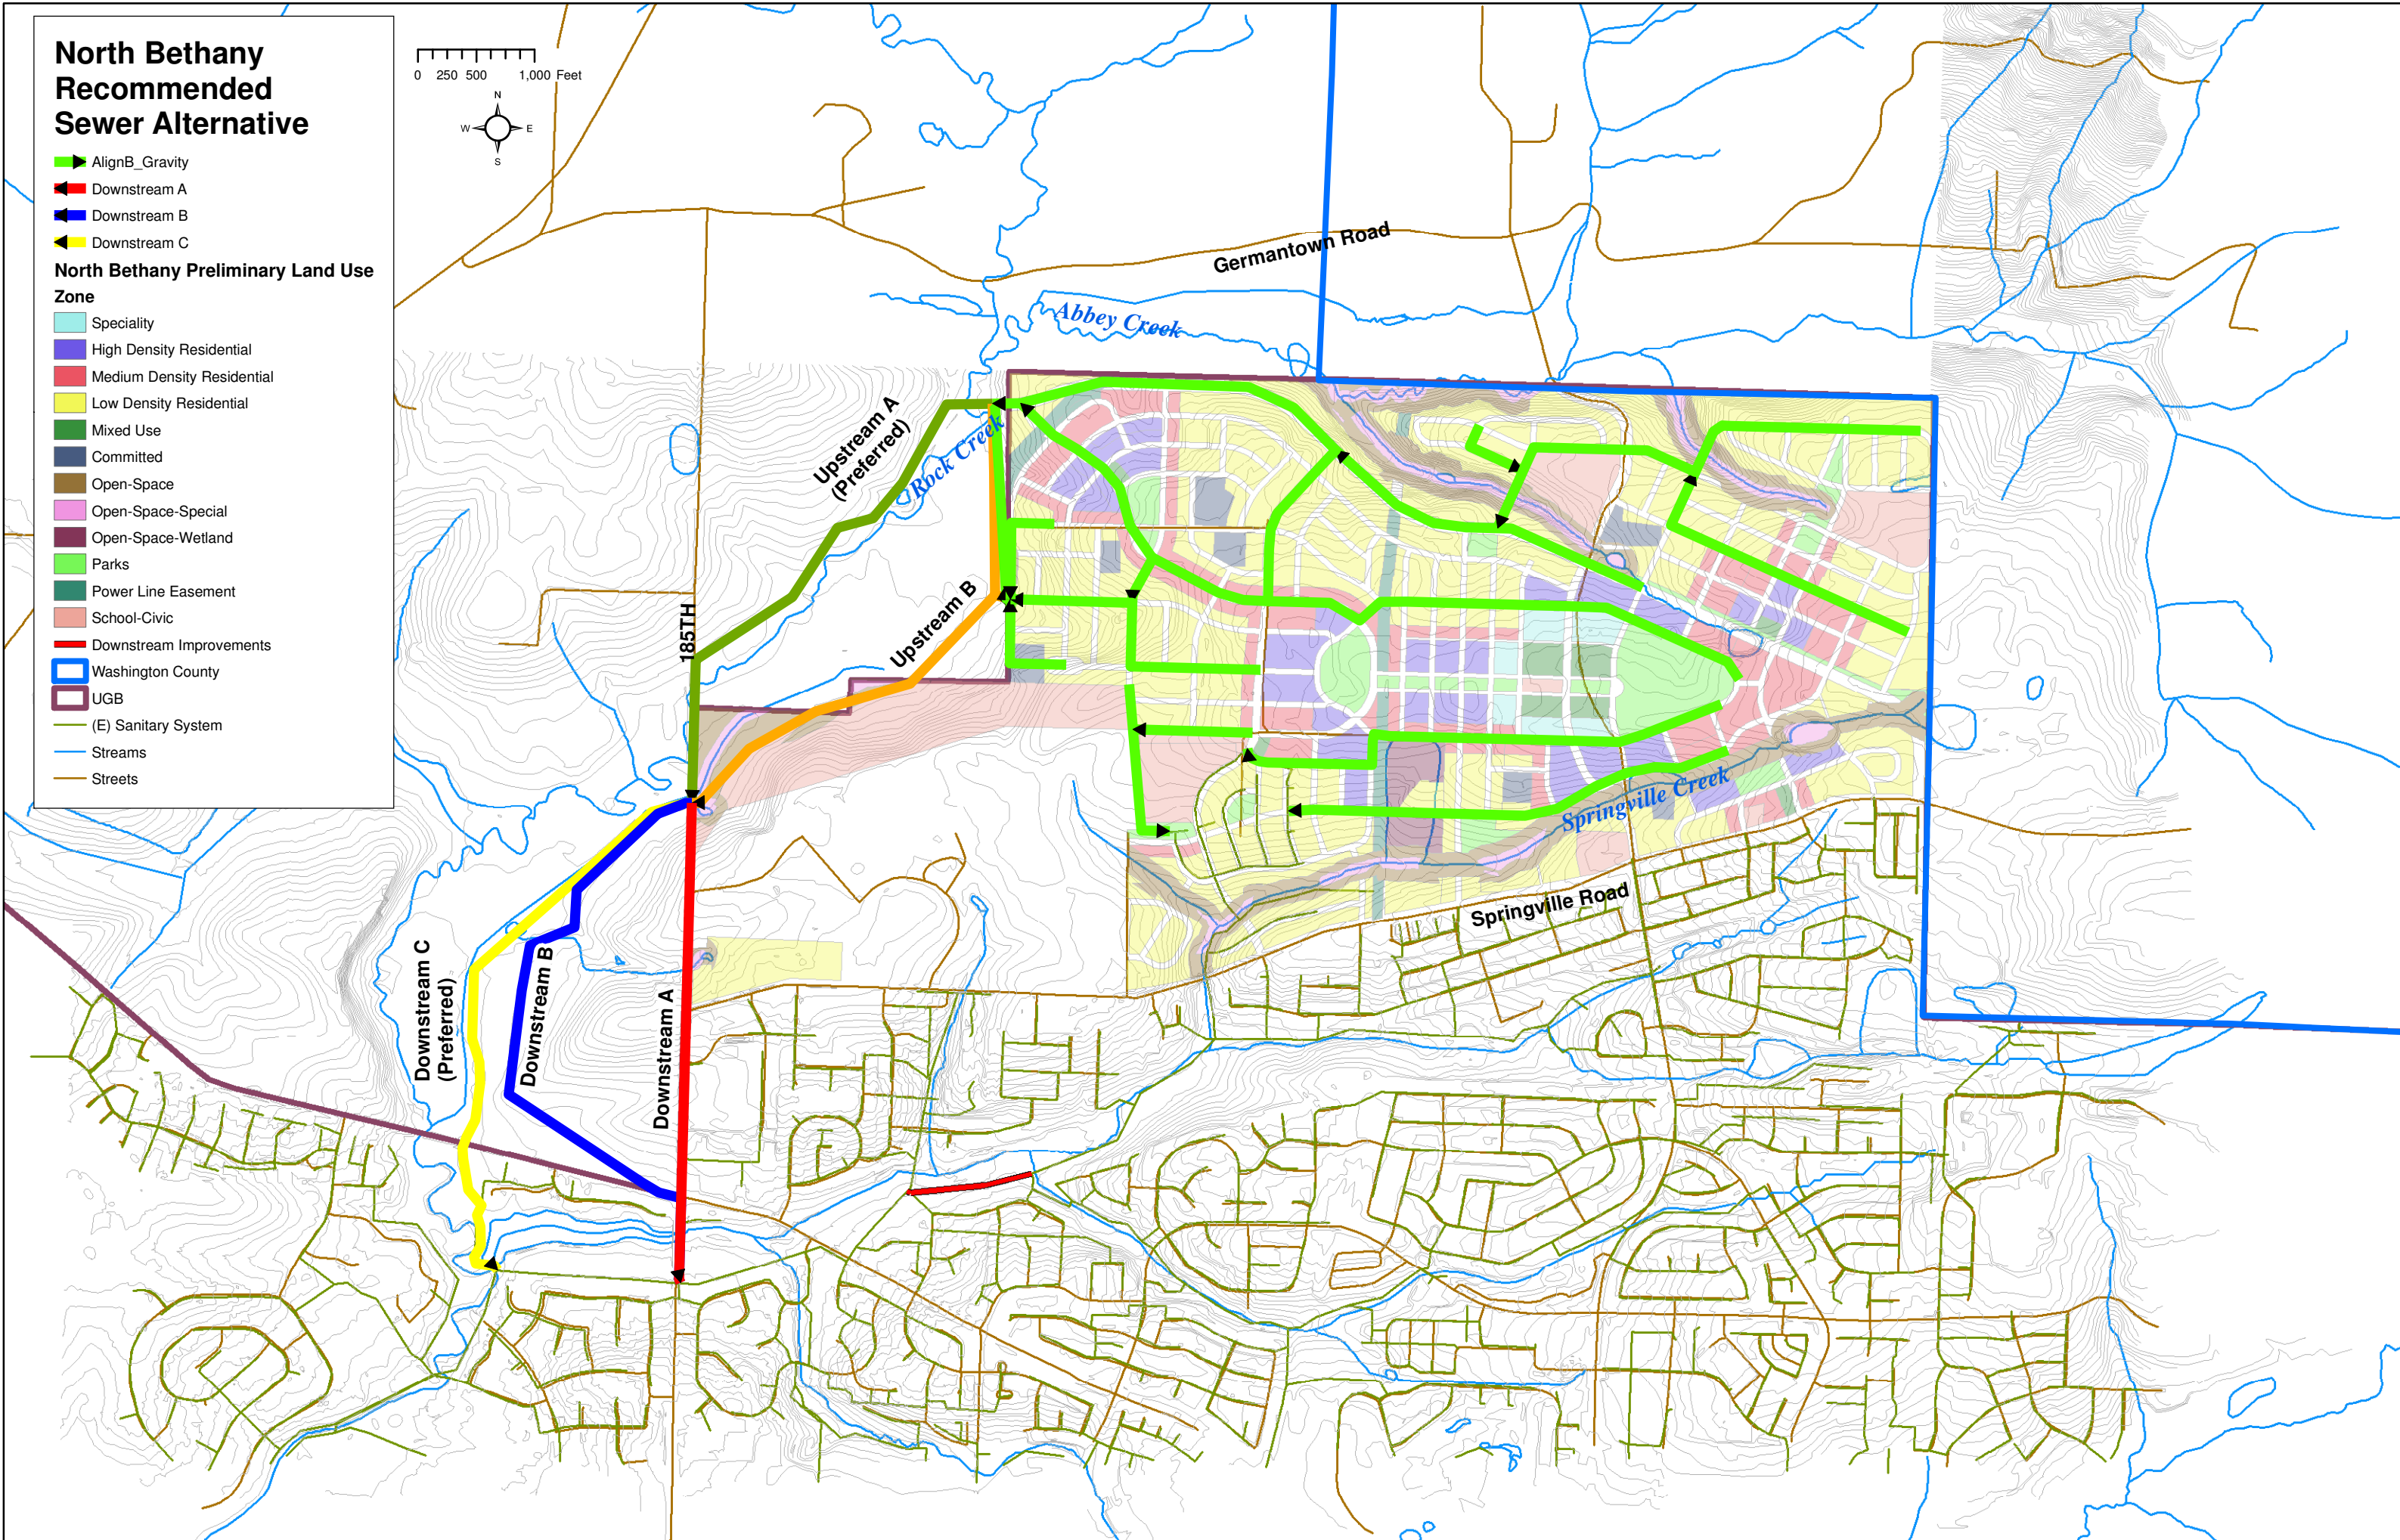 North Bethany
Recommended
Sewer Alternative
AlignB_Gravity
Downstream A
Downstream B
Downstream C
North Bethany Preliminary Land Use
Zone
Speciality
High Density Residential
Medium Density Residential
Low Density Residential
Mixed Use
Committed
Open-Space
Open-Space-Special
Open-Space-Wetland
Parks
Power Line Easement
School-Civic
Downstream Improvements
Washington County
UGB
(E) Sanitary System
Streams
Streets
0 250 500 1,000 Feet
N
W E
S
Germantown Road
Abbey Creek
Upstream A
(Preferred)
Rock Creek
Upstream B
185TH
Springville Creek
Springville Road
Downstream C
(Preferred)
Downstream B
Downstream A